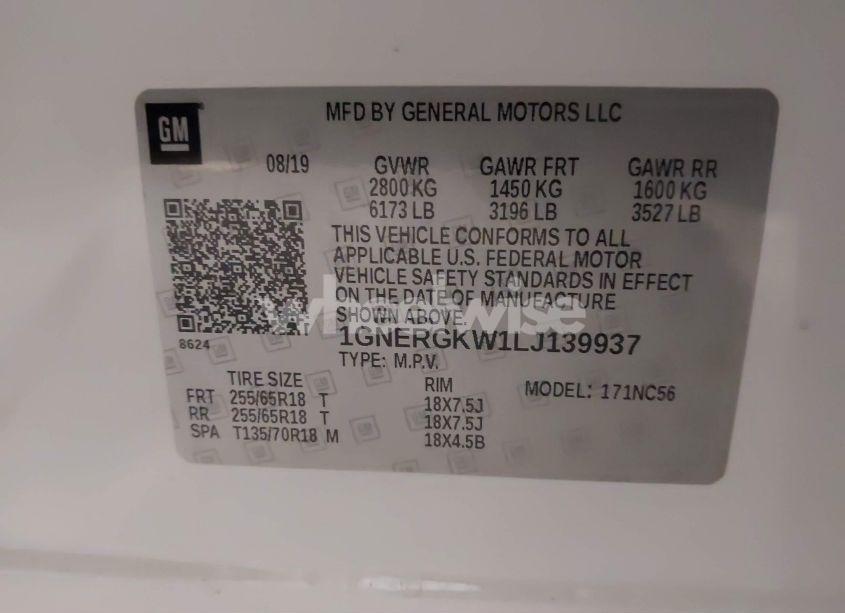 GM
MFD BY GENERAL MOTORS LLC
08/19 GVWR GAWR FRT GAWR RR
2800 KG 1450 KG 1600 KG
6173 LB 3196 LB 3527 LB
THIS VEHICLE CONFORMS TO ALL
APPLICABLE U.S. FEDERAL MOTOR
VEHICLE SAFETY STANDARDS IN EFFECT
ON THE DATE OF MANUFACTURE
SHOWN ABOVE.
wheelwise
8624
1GNERGKW1LJ139937
TYPE: M.P.V.
TIRE SIZE RIM MODEL: 171NC56
FRT 255/65R18 T 18X7.5J
RR 255/65R18 T 18X7.5J
SPA T135/70R18 M 18X4.5B